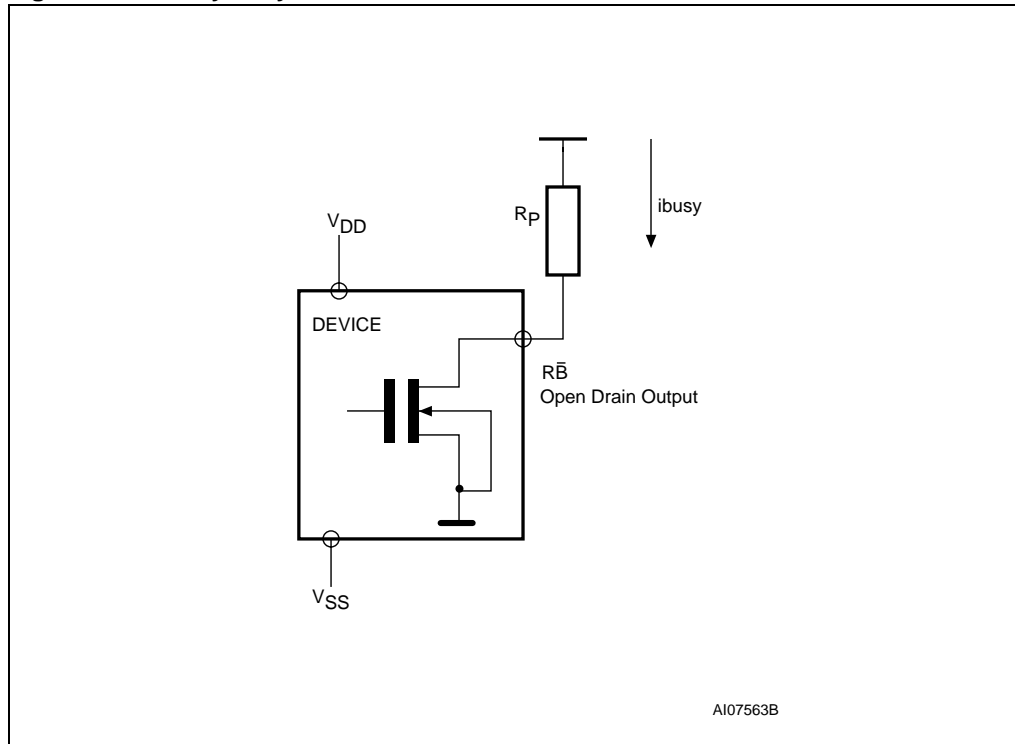 RP
ibusy
VDD
DEVICE
RB̄
Open Drain Output
VSS
AI07563B